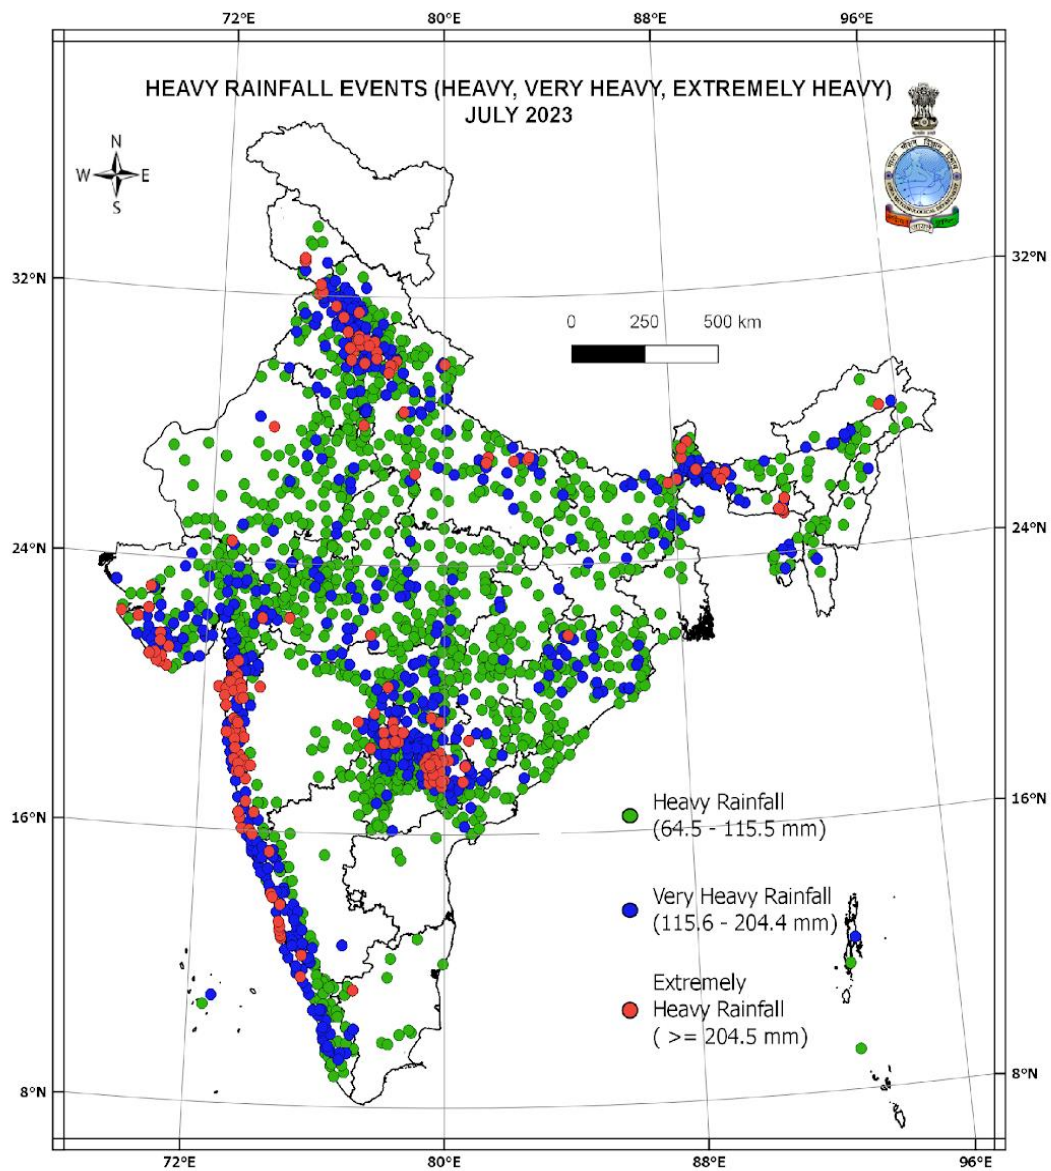 72°E 80°E 88°E 96°E
HEAVY RAINFALL EVENTS (HEAVY, VERY HEAVY, EXTREMELY HEAVY)
JULY 2023
N
W E
S
32°N 32°N
0 250 500 km
24°N 24°N
16°N 16°N
Heavy Rainfall
(64.5 - 115.5 mm)
Very Heavy Rainfall
(115.6 - 204.4 mm)
Extremely
Heavy Rainfall
( >= 204.5 mm)
8°N 8°N
72°E 80°E 88°E 96°E